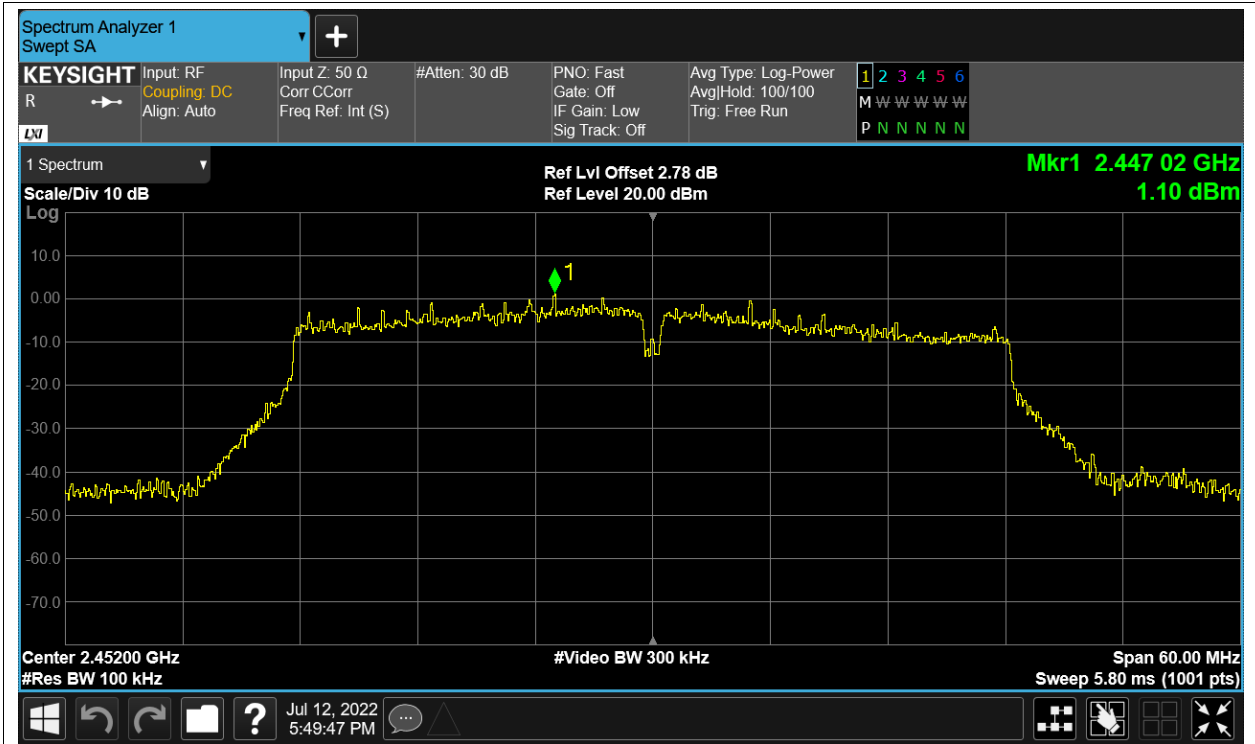 Spectrum Analyzer 1
Swept SA
KEYSIGHT
R
LXI
Input: RF
Coupling: DC
Align: Auto
Input Z: 50 Ω
Corr CCorr
Freq Ref: Int (S)
#Atten: 30 dB
PNO: Fast
Gate: Off
IF Gain: Low
Sig Track: Off
Avg Type: Log-Power
Avg|Hold: 100/100
Trig: Free Run
1 2 3 4 5 6
M W W W W W
P N N N N N
1 Spectrum
Scale/Div 10 dB
Log
Ref Lvl Offset 2.78 dB
Ref Level 20.00 dBm
Mkr1 2.447 02 GHz
1.10 dBm
1
10.0
0.00
-10.0
-20.0
-30.0
-40.0
-50.0
-60.0
-70.0
Center 2.45200 GHz
#Res BW 100 kHz
#Video BW 300 kHz
Span 60.00 MHz
Sweep 5.80 ms (1001 pts)
?
Jul 12, 2022
5:49:47 PM